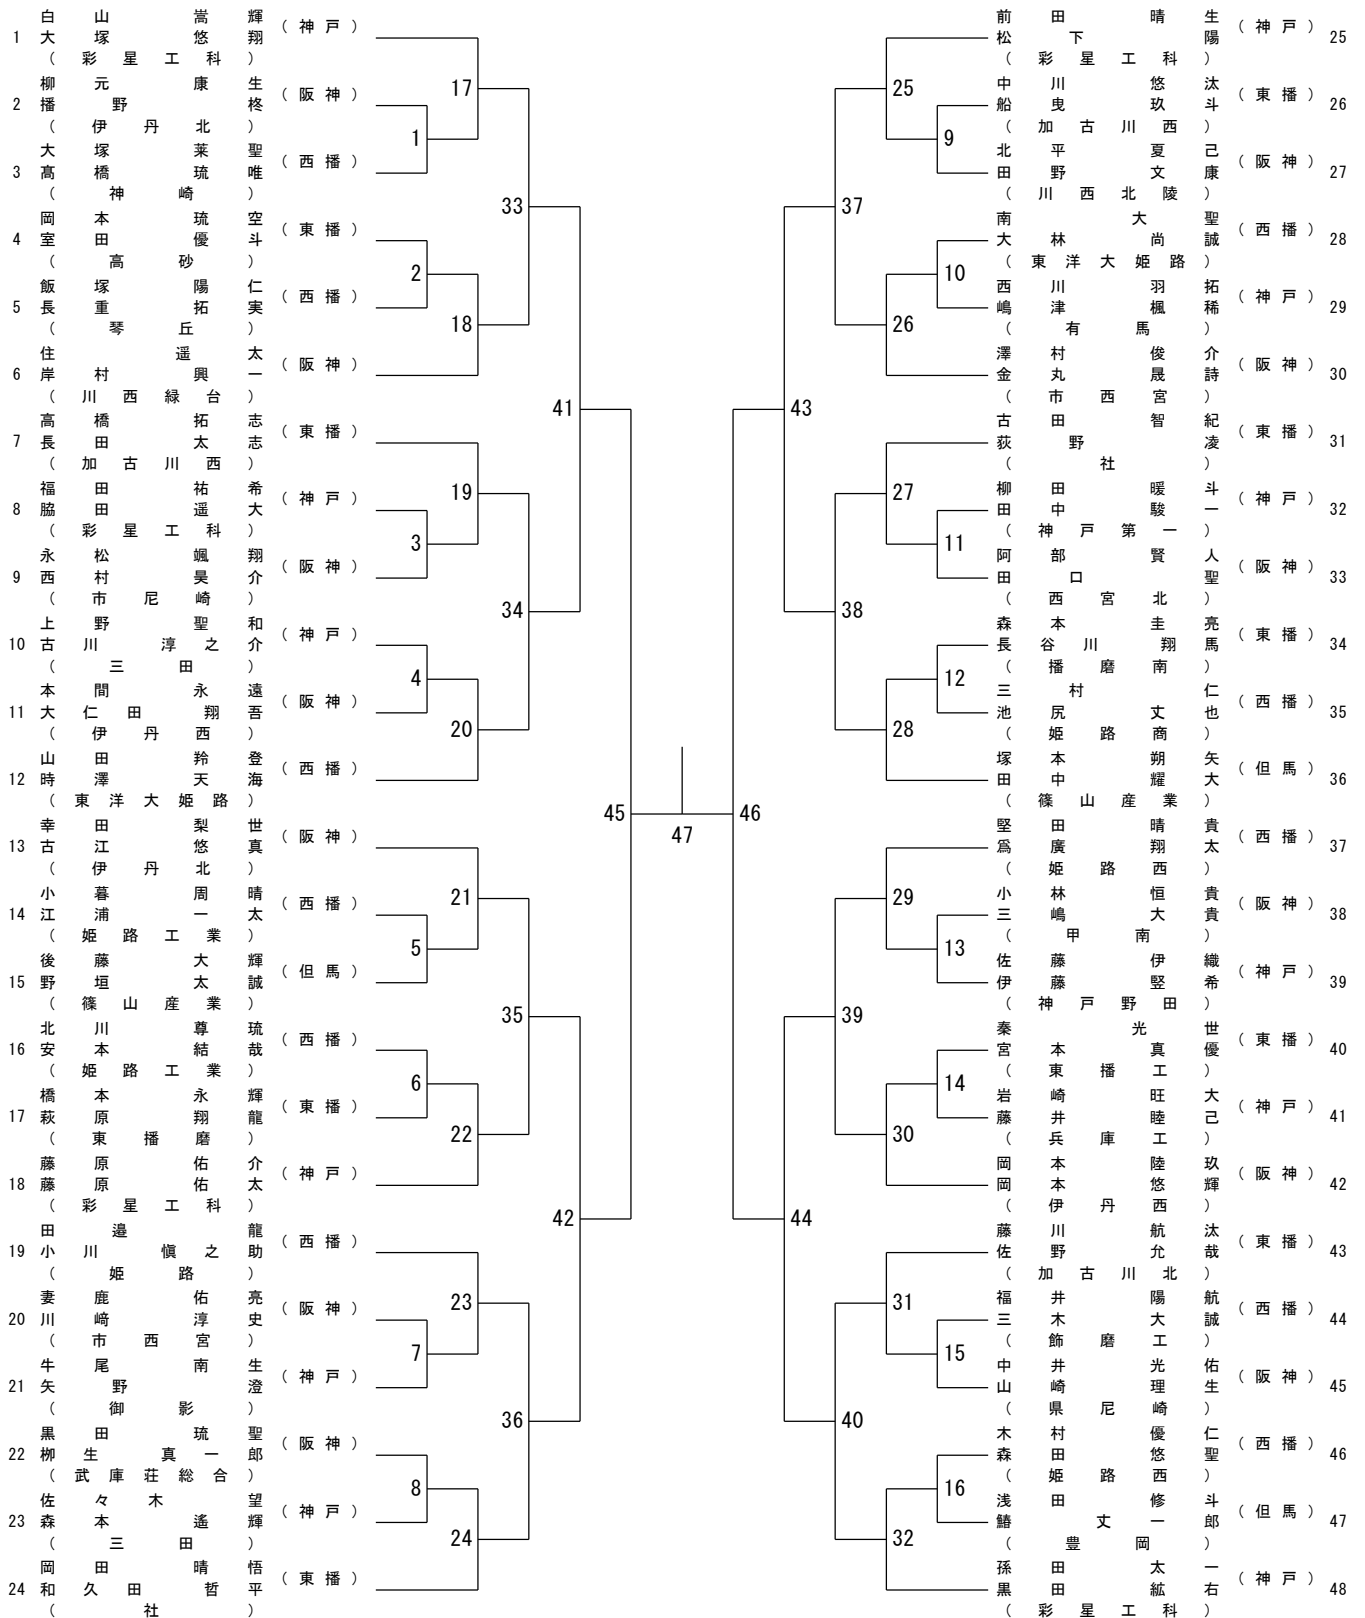 白山 嵩輝
1 大塚 悠翔 (神戸)
(彩星工科)
柳元 康生
2 播野 柊 (阪神)
(伊丹北)
大塚 莱聖
3 髙橋 琉唯 (西播)
(神崎)
岡本 琉空
4 室田 優斗 (東播)
(高砂)
飯塚 陽仁
5 長重 拓実 (西播)
(琴丘)
住 遥太
6 岸村 興一 (阪神)
(川西緑台)
高橋 拓志
7 長田 太志 (東播)
(加古川西)
福田 祐希
8 脇田 遥大 (神戸)
(彩星工科)
永松 颯翔
9 西村 昊介 (阪神)
(市尼崎)
上野 聖和
10 古川 淳之介 (神戸)
(三田)
本間 永遠
11 大仁田 翔吾 (阪神)
(伊丹西)
山田 羚登
12 時澤 天海 (西播)
(東洋大姫路)
幸田 梨世
13 古江 悠真 (阪神)
(伊丹北)
小暮 周晴
14 江浦 一太 (西播)
(姫路工業)
後藤 大輝
15 野垣 太誠 (但馬)
(篠山産業)
北川 尊琉
16 安本 結哉 (西播)
(姫路工業)
橋本 永輝
17 萩原 翔龍 (東播)
(東播磨)
藤原 佑介
18 藤原 佑太 (神戸)
(彩星工科)
田邉 龍
19 小川 愼之助 (西播)
(姫路)
妻鹿 佑亮
20 川﨑 淳史 (阪神)
(市西宮)
牛尾 南生
21 矢野 澄 (神戸)
(御影)
黒田 琉聖
22 栁生 真一郎 (阪神)
(武庫荘総合)
佐々木 望
23 森本 遙輝 (神戸)
(三田)
岡田 晴悟
24 和久田 哲平 (東播)
(社)
17
1
33
2
18
41
19
3
34
4
20
45
21
5
35
6
22
42
23
7
36
8
24
47
46
25
9
37
10
26
43
27
11
38
12
28
29
13
39
14
30
44
31
15
40
16
32
前田 晴生
松下 陽 (神戸) 25
(彩星工科)
中川 悠汰
船曳 玖斗 (東播) 26
(加古川西)
北平 夏己
田野 文康 (阪神) 27
(川西北陵)
南 大聖
大林 尚誠 (西播) 28
(東洋大姫路)
西川 羽拓
嶋津 楓稀 (神戸) 29
(有馬)
澤村 俊介
金丸 晟詩 (阪神) 30
(市西宮)
古田 智紀
荻野 凌 (東播) 31
(社)
柳田 暖斗
田中 駿一 (神戸) 32
(神戸第一)
阿部 賢人
田口 聖 (阪神) 33
(西宮北)
森本 圭亮
長谷川 翔馬 (東播) 34
(播磨南)
三村 仁
池尻 丈也 (西播) 35
(姫路商)
塚本 朔矢
田中 耀大 (但馬) 36
(篠山産業)
堅田 晴貴
爲廣 翔太 (西播) 37
(姫路西)
小林 恒貴
三嶋 大貴 (阪神) 38
(甲南)
佐藤 伊織
伊藤 竪希 (神戸) 39
(神戸野田)
秦 光世
宮本 真優 (東播) 40
(東播工)
岩崎 旺大
藤井 睦己 (神戸) 41
(兵庫工)
岡本 陸玖
岡本 悠輝 (阪神) 42
(伊丹西)
藤川 航汰
佐野 允哉 (東播) 43
(加古川北)
福井 陽航
三木 大誠 (西播) 44
(飾磨工)
中井 光佑
山崎 理生 (阪神) 45
(県尼崎)
木村 優仁
森田 悠聖 (西播) 46
(姫路西)
浅田 修斗
鰆 丈一郎 (但馬) 47
(豊岡)
孫田 太一
黒田 紘右 (神戸) 48
(彩星工科)